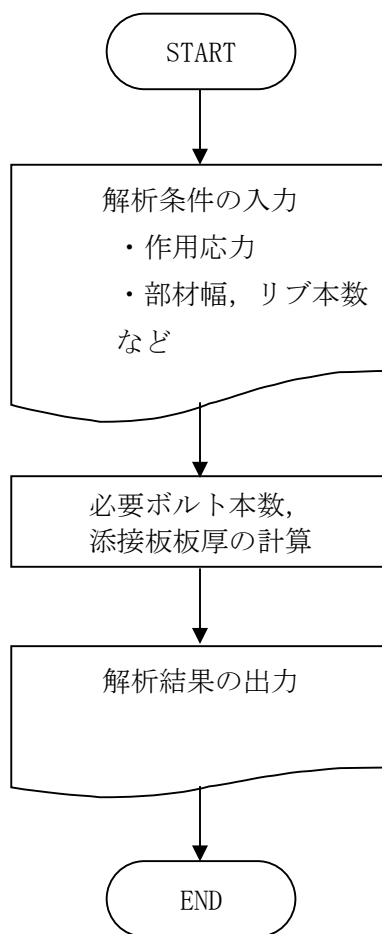 START
解析条件の入力
・作用応力
・部材幅，リブ本数
など
必要ボルト本数，
添接板板厚の計算
解析結果の出力
END